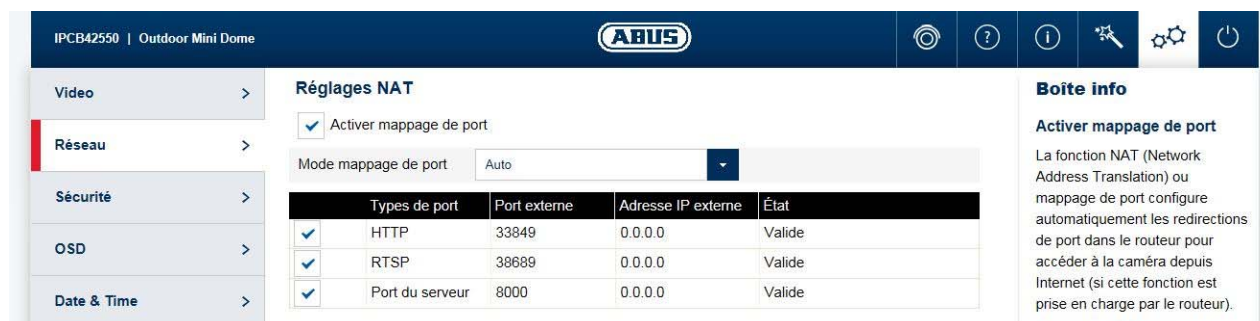 IPCB42550 | Outdoor Mini Dome
ABUS
Video
Réseau
Sécurité
OSD
Date & Time
Réglages NAT
Activer mappage de port
Mode mappage de port Auto
Types de port Port externe Adresse IP externe État
HTTP 33849 0.0.0.0 Valide
RTSP 38689 0.0.0.0 Valide
Port du serveur 8000 0.0.0.0 Valide
Boîte info
Activer mappage de port
La fonction NAT (Network
Address Translation) ou
mappage de port configure
automatiquement les redirections
de port dans le routeur pour
accéder à la caméra depuis
Internet (si cette fonction est
prise en charge par le routeur).